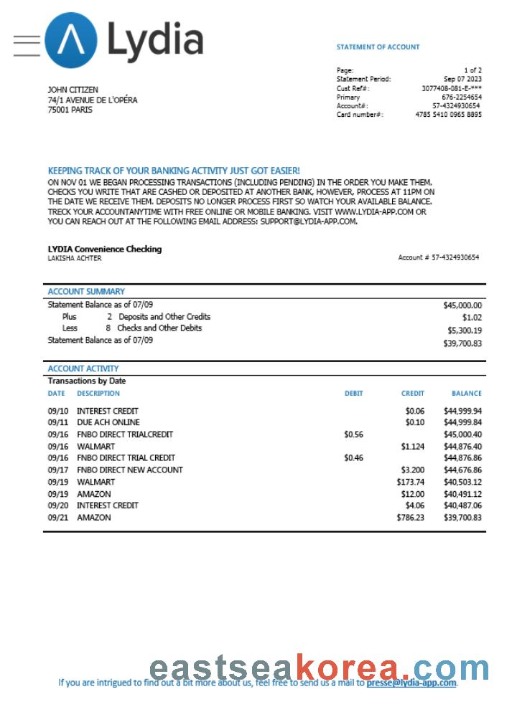 Lydia
STATEMENT OF ACCOUNT
Page: 1 of 2
Statement Period: Sep 07 2023
Cust Ref#: 3077408-081-E-***
Primary 676-2254654
Account#: 57-4324930654
Card number#: 4785 5410 0965 8895
JOHN CITIZEN
74/1 AVENUE DE L'OPÉRA
75001 PARIS
KEEPING TRACK OF YOUR BANKING ACTIVITY JUST GOT EASIER!
ON NOV 01 WE BEGAN PROCESSING TRANSACTIONS (INCLUDING PENDING) IN THE ORDER YOU MAKE THEM.
CHECKS YOU WRITE THAT ARE CASHED OR DEPOSITED AT ANOTHER BANK, HOWEVER, PROCESS AT 11PM ON
THE DATE WE RECEIVE THEM. DEPOSITS NO LONGER PROCESS FIRST SO WATCH YOUR AVAILABLE BALANCE.
TRECK YOUR ACCOUNTANYTIME WITH FREE ONLINE OR MOBILE BANKING. VISIT WWW.LYDIA-APP.COM OR
YOU CAN REACH OUT AT THE FOLLOWING EMAIL ADDRESS: SUPPORT@LYDIA-APP.COM.
LYDIA Convenience Checking
LAKISHA ACHTER Account # 57-4324930654
ACCOUNT SUMMARY
Statement Balance as of 07/09 $45,000.00
Plus 2 Deposits and Other Credits $1.02
Less 8 Checks and Other Debits $5,300.19
Statement Balance as of 07/09 $39,700.83
ACCOUNT ACTIVITY
Transactions by Date
DATE DESCRIPTION DEBIT CREDIT BALANCE
09/10 INTEREST CREDIT $0.06 $44,999.94
09/11 DUE ACH ONLINE $0.10 $44,999.84
09/16 FNBO DIRECT TRIALCREDIT $0.56 $45,000.40
09/16 WALMART $1.124 $44,876.40
09/16 FNBO DIRECT TRIAL CREDIT $0.46 $44,876.86
09/17 FNBO DIRECT NEW ACCOUNT $3.200 $44,676.86
09/19 WALMART $173.74 $40,503.12
09/19 AMAZON $12.00 $40,491.12
09/20 INTEREST CREDIT $4.06 $40,487.06
09/21 AMAZON $786.23 $39,700.83
eastseakorea.com
If you are intrigued to find out a bit more about us, feel free to send us a mail to presse@lydia-app.com.